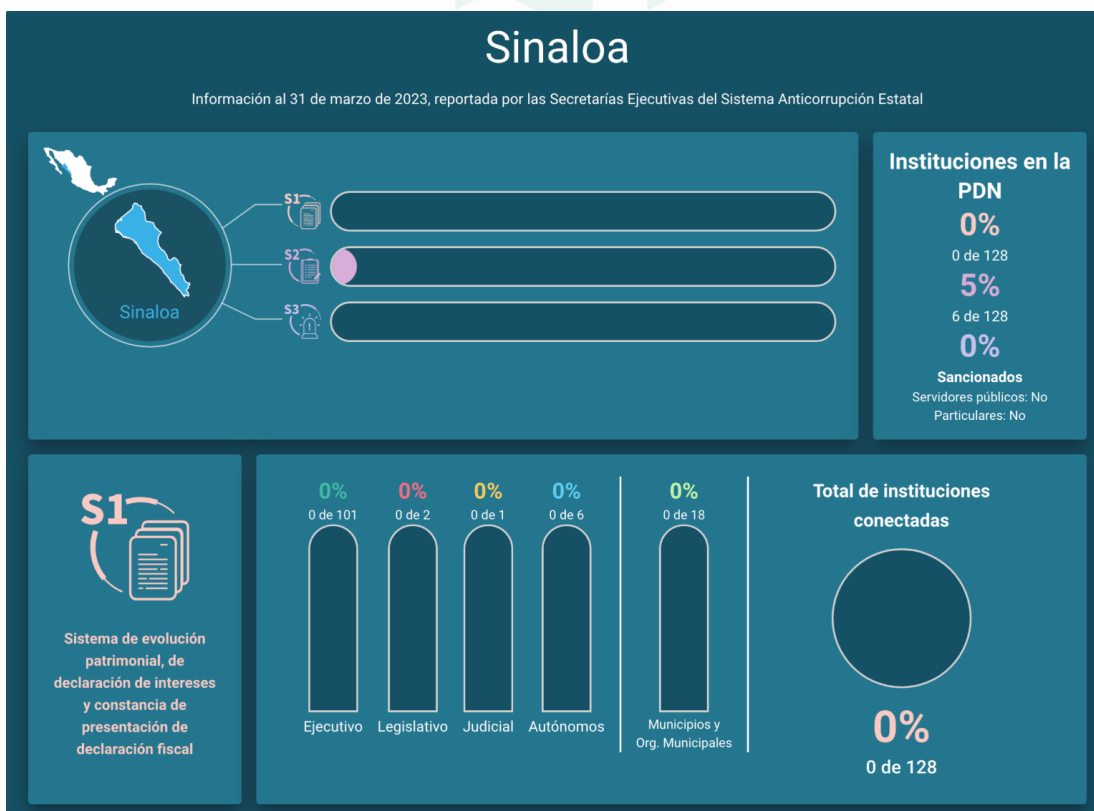 Sinaloa
Información al 31 de marzo de 2023, reportada por las Secretarías Ejecutivas del Sistema Anticorrupción Estatal
Sinaloa
S1
S2
S3
Instituciones en la
PDN
0%
0 de 128
5%
6 de 128
0%
Sancionados
Servidores públicos: No
Particulares: No
S1
Sistema de evolución
patrimonial, de
declaración de intereses
y constancia de
presentación de
declaración fiscal
0%
0 de 101
Ejecutivo
0%
0 de 2
Legislativo
0%
0 de 1
Judicial
0%
0 de 6
Autónomos
0%
0 de 18
Municipios y
Org. Municipales
Total de instituciones
conectadas
0%
0 de 128